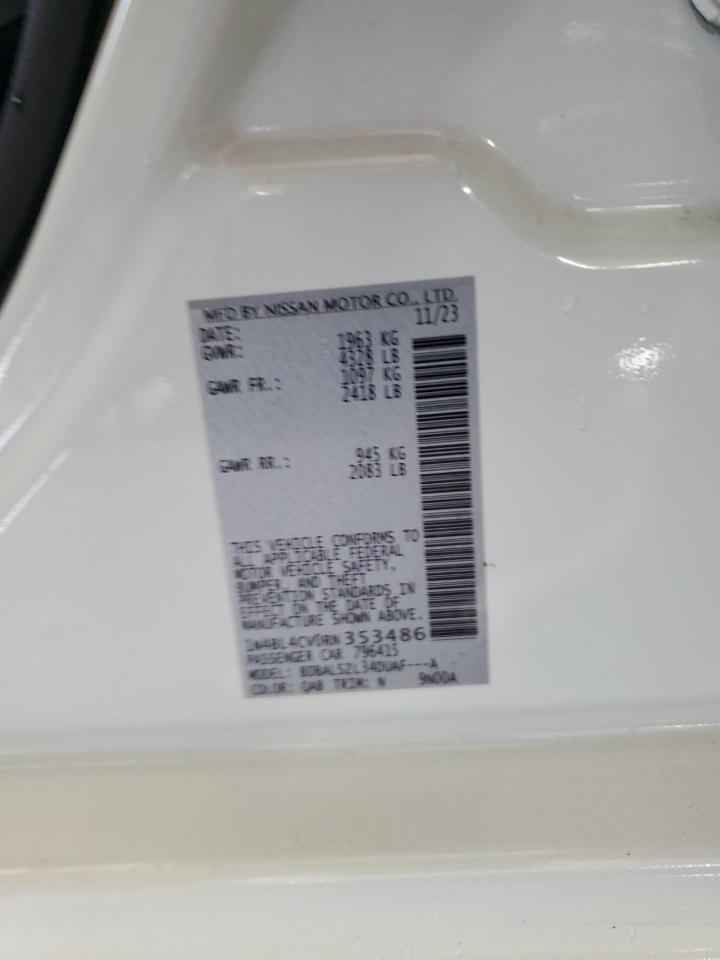 MFD BY NISSAN MOTOR CO., LTD.
DATE: 11/23
GVWR: 1963 KG
4328 LB
GAWR FR.: 1097 KG
2418 LB
GAWR RR.: 945 KG
2083 LB
THIS VEHICLE CONFORMS TO
ALL APPLICABLE FEDERAL
MOTOR VEHICLE SAFETY,
BUMPER, AND THEFT
PREVENTION STANDARDS IN
EFFECT ON THE DATE OF
MANUFACTURE SHOWN ABOVE.
1N4BL4CV0RN353486
PASSENGER CAR 796415
MODEL:
COLOR: QAB TRIM: N 9N00A